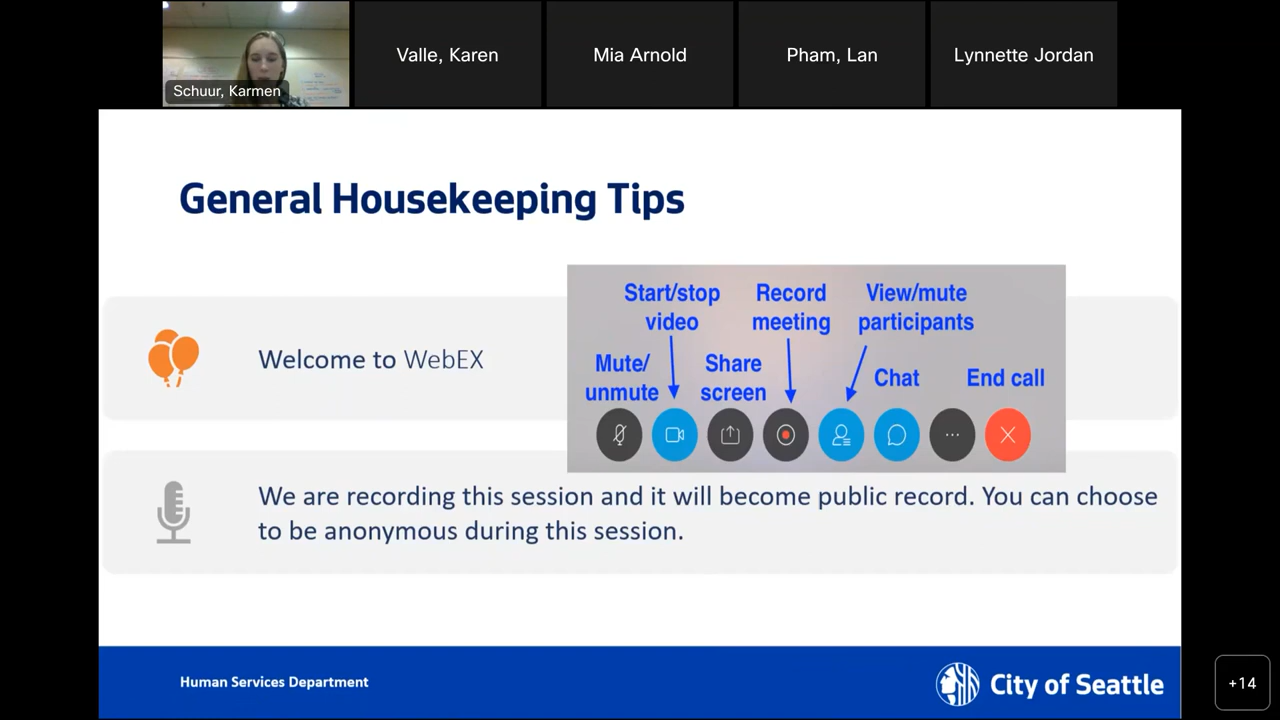 Schuur, Karmen
Valle, Karen
Mia Arnold
Pham, Lan
Lynnette Jordan
General Housekeeping Tips
Start/stop
video
Record
meeting
View/mute
participants
Mute/
unmute
Share
screen
Chat
End call
Welcome to WebEX
We are recording this session and it will become public record. You can choose
to be anonymous during this session.
Human Services Department
City of Seattle
+14